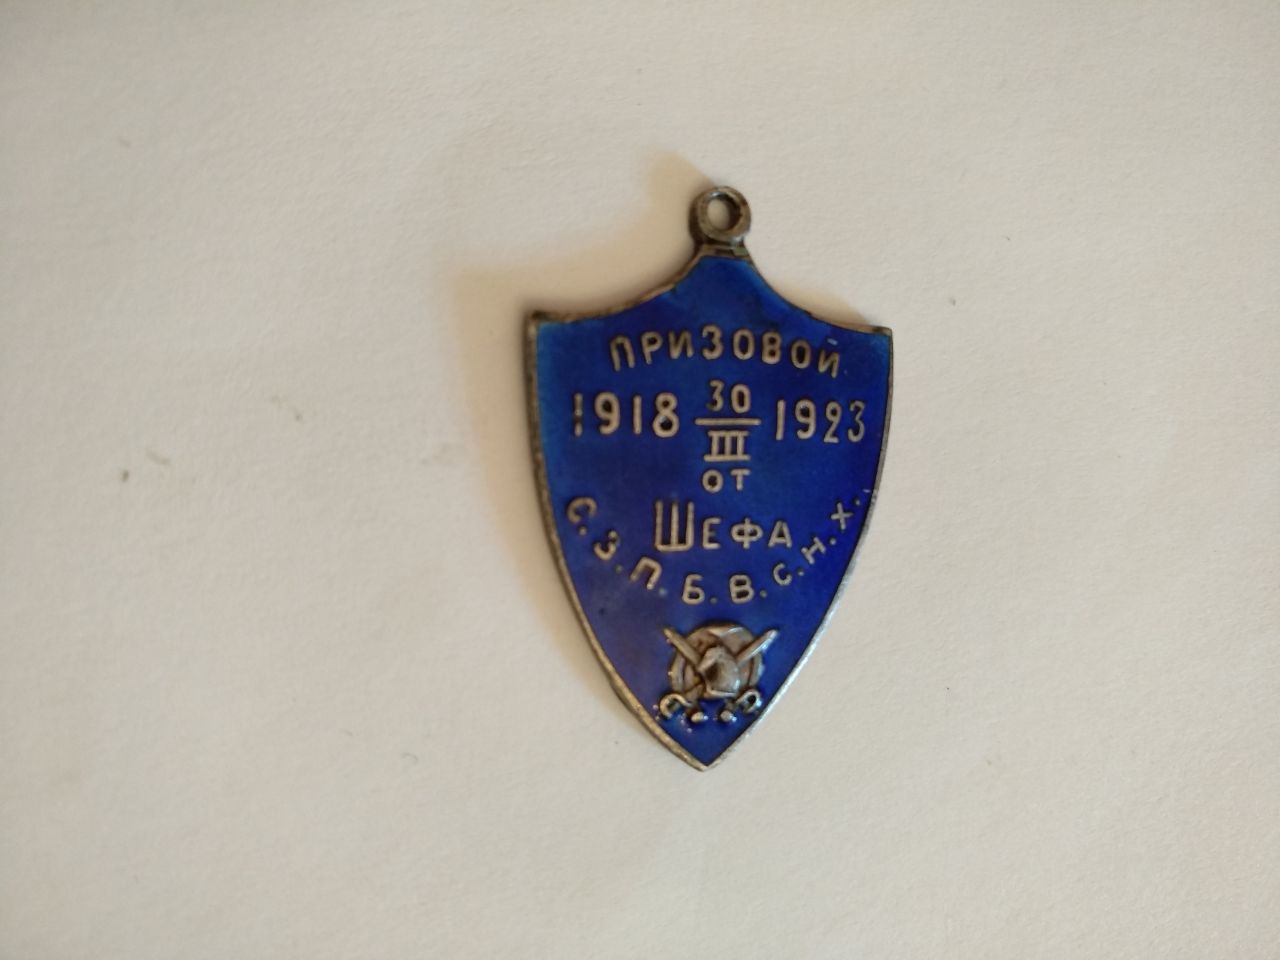 ПРИЗОВОЙ
1918 30/III 1923
ОТ
ШЕФА
С.З.П.Б.В.С.Н.Х.